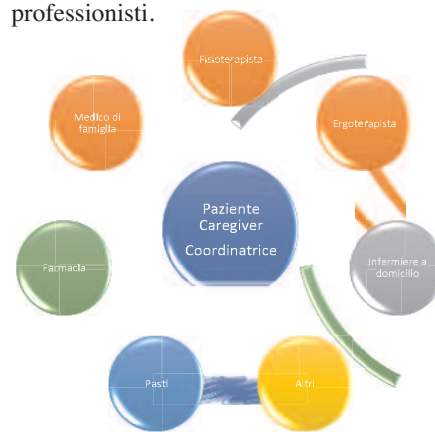 professionisti.
Fisioterapista
Medico di
famiglia
Ergoterapista
Paziente
Caregiver
Coordinatrice
Farmacia
Infermiere a
domicilio
Pasti
Altri